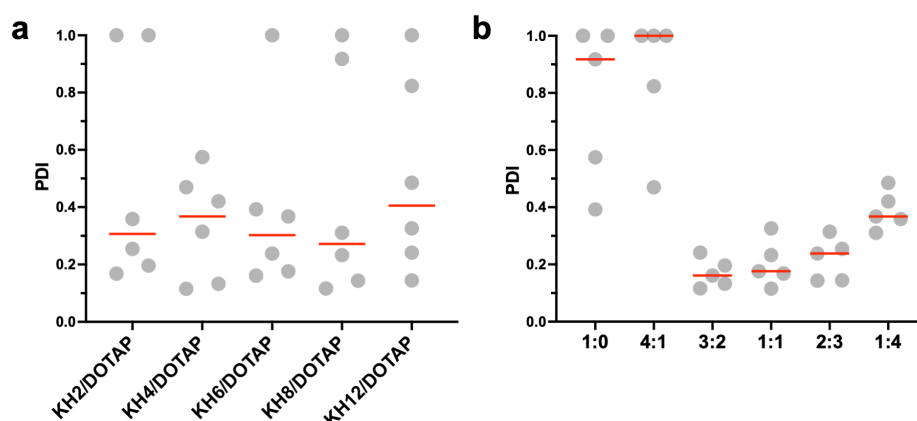 a
PDI
1.0
0.8
0.6
0.4
0.2
0.0
KH2/DOTAP
KH4/DOTAP
KH6/DOTAP
KH8/DOTAP
KH12/DOTAP
b
PDI
1.0
0.8
0.6
0.4
0.2
0.0
1:0 4:1 3:2 1:1 2:3 1:4